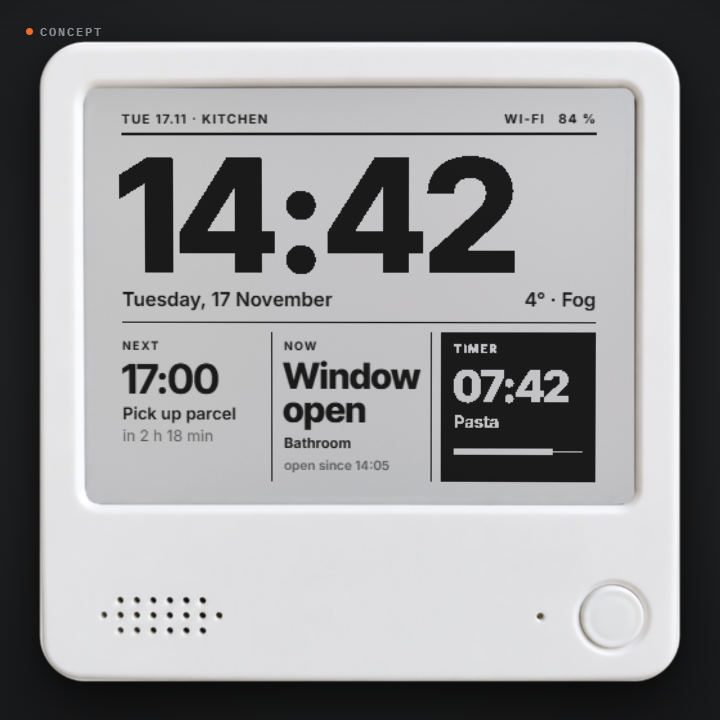 CONCEPT
TUE 17.11 · KITCHEN
WI-FI 84 %
14:42
Tuesday, 17 November
4° · Fog
NEXT
17:00
Pick up parcel
in 2 h 18 min
NOW
Window
open
Bathroom
open since 14:05
TIMER
07:42
Pasta